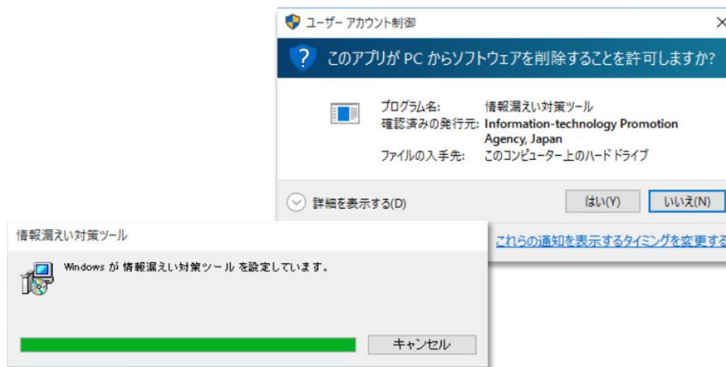 ユーザー アカウント制御
このアプリが PC からソフトウェアを削除することを許可しますか?
プログラム名: 情報漏えい対策ツール
確認済みの発行元: Information-technology Promotion
Agency, Japan
ファイルの入手先: このコンピューター上のハード ドライブ
詳細を表示する(D)
はい(Y)
いいえ(N)
これらの通知を表示するタイミングを変更する
情報漏えい対策ツール
Windows が 情報漏えい対策ツール を設定しています。
キャンセル